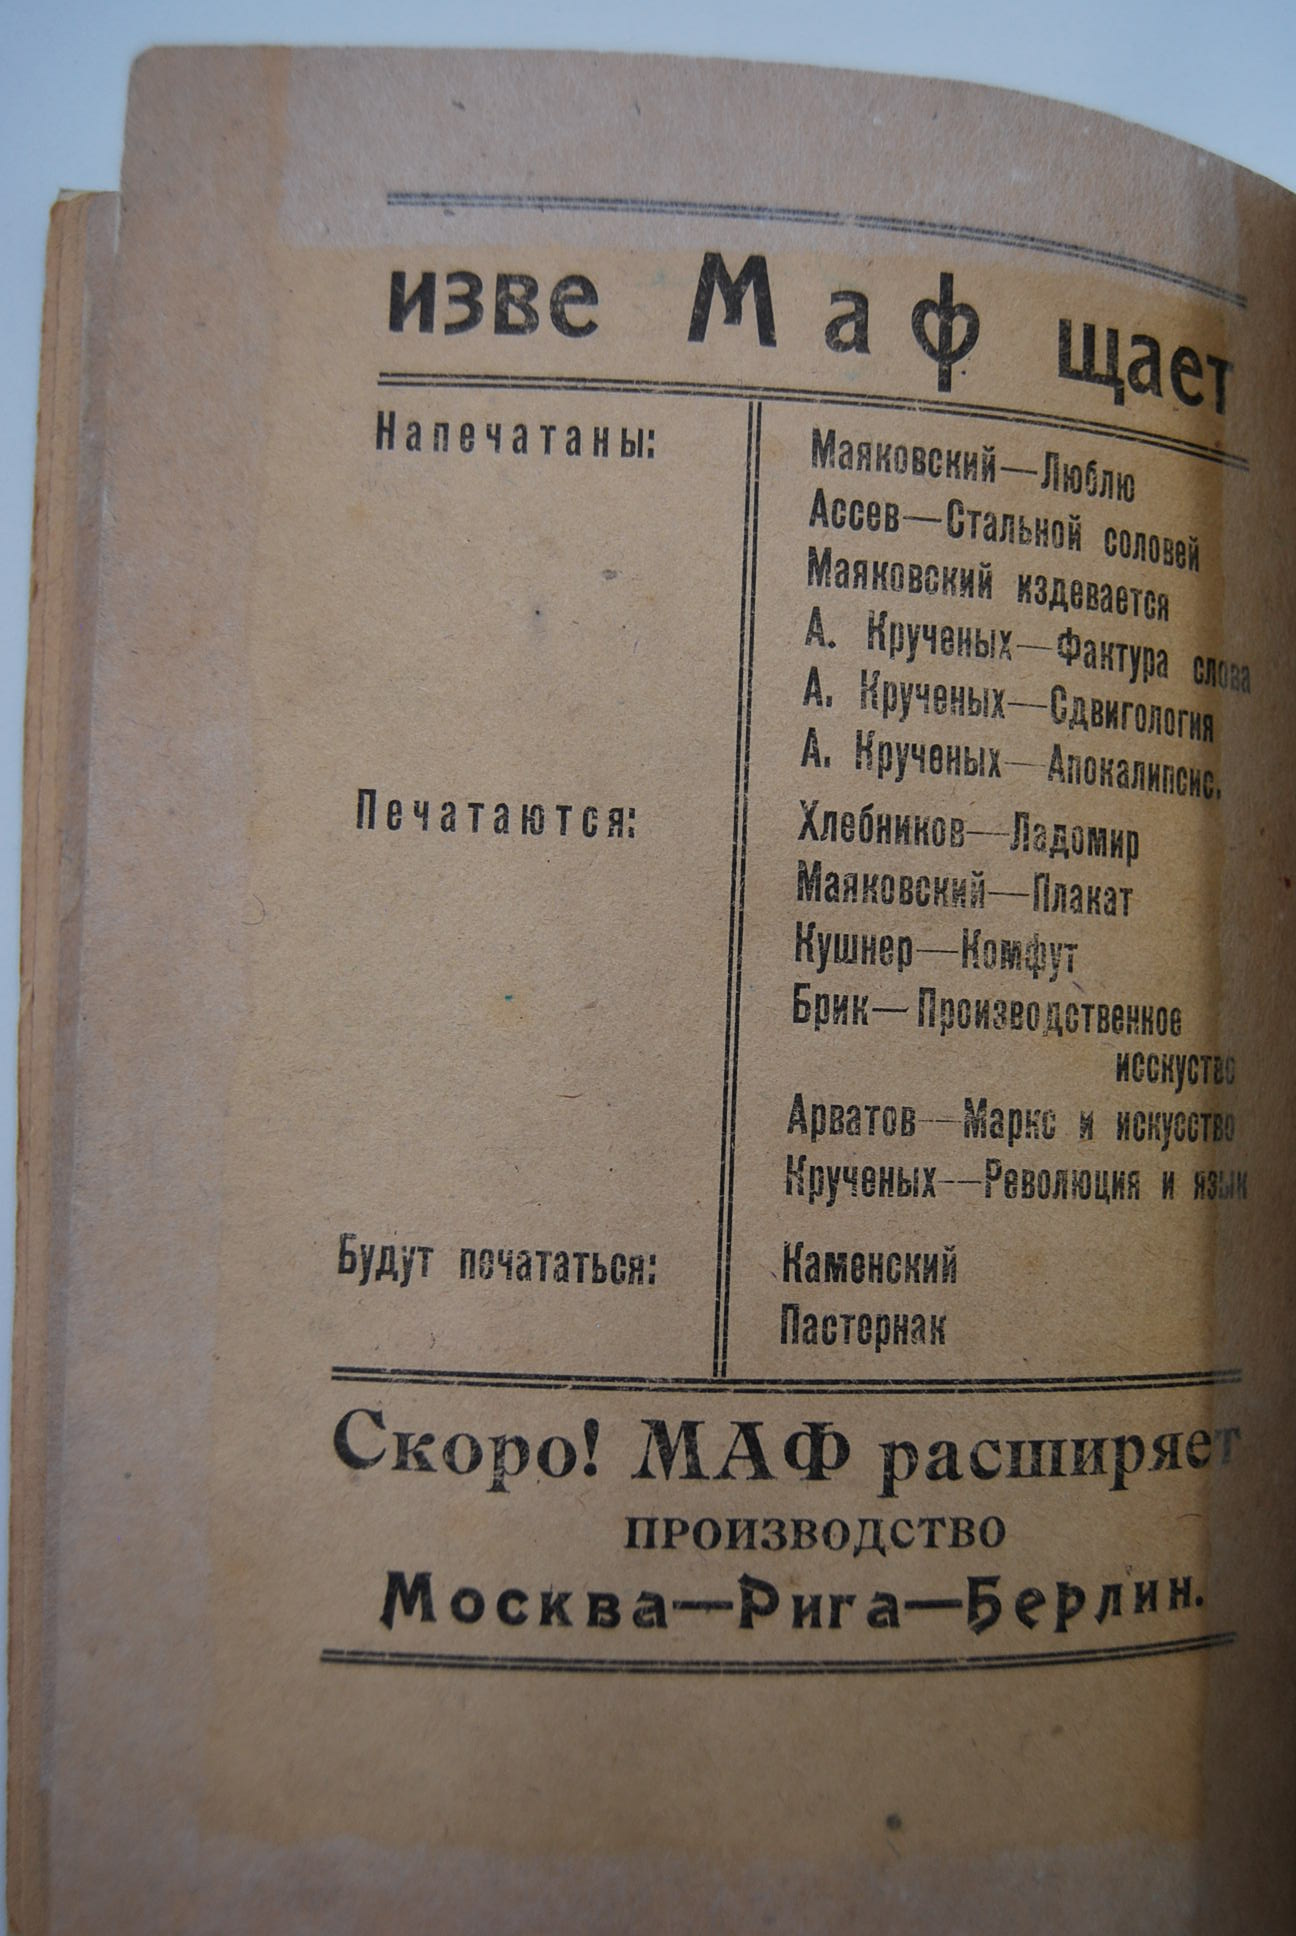 изве Маф щает
Напечатаны:
Маяковский—Люблю
Ассев—Стальной соловей
Маяковский издевается
А. Крученых—Фактура слова
А. Крученых—Сдвигология
А. Крученых—Апокалипсис.
Печатаются:
Хлебников—Ладомир
Маяковский—Плакат
Кушнер—Комфут
Брик—Производственное
исскуство
Арватов—Маркс и искусство
Крученых—Революция и язык
Будут печататься:
Каменский
Пастернак
Скоро! МАФ расширяет
производство
Москва—Рига—Берлин.